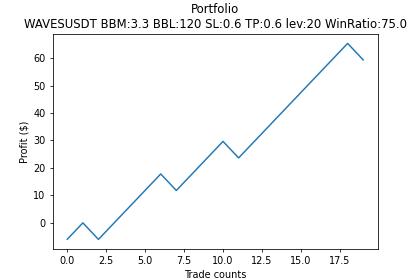 Portfolio
WAVESUSDT BBM:3.3 BBL:120 SL:0.6 TP:0.6 lev:20 WinRatio:75.0
60
50
40
30
20
10
0
Profit ($)
0.0 2.5 5.0 7.5 10.0 12.5 15.0 17.5
Trade counts